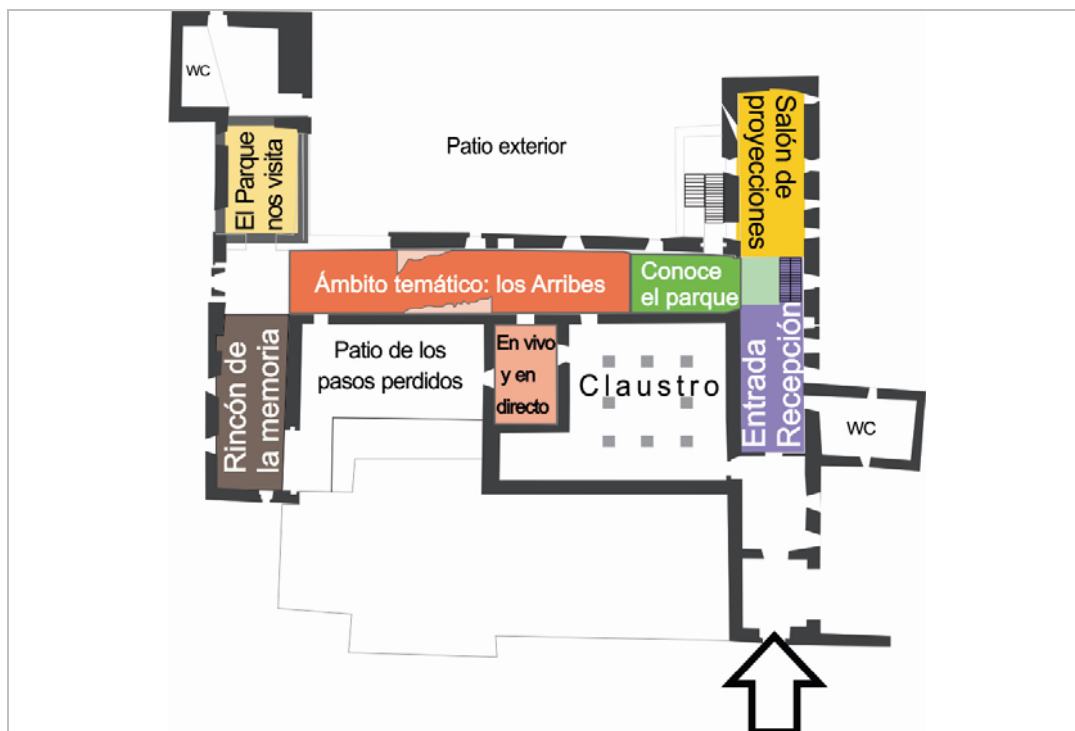 WC
Patio exterior
Salón de
proyecciones
El Parque
nos visita
Ámbito temático: los Arribes
Conoce
el parque
Rincón de
la memoria
Patio de los
pasos perdidos
En vivo
y en
directo
Claustro
Entrada
Recepción
WC